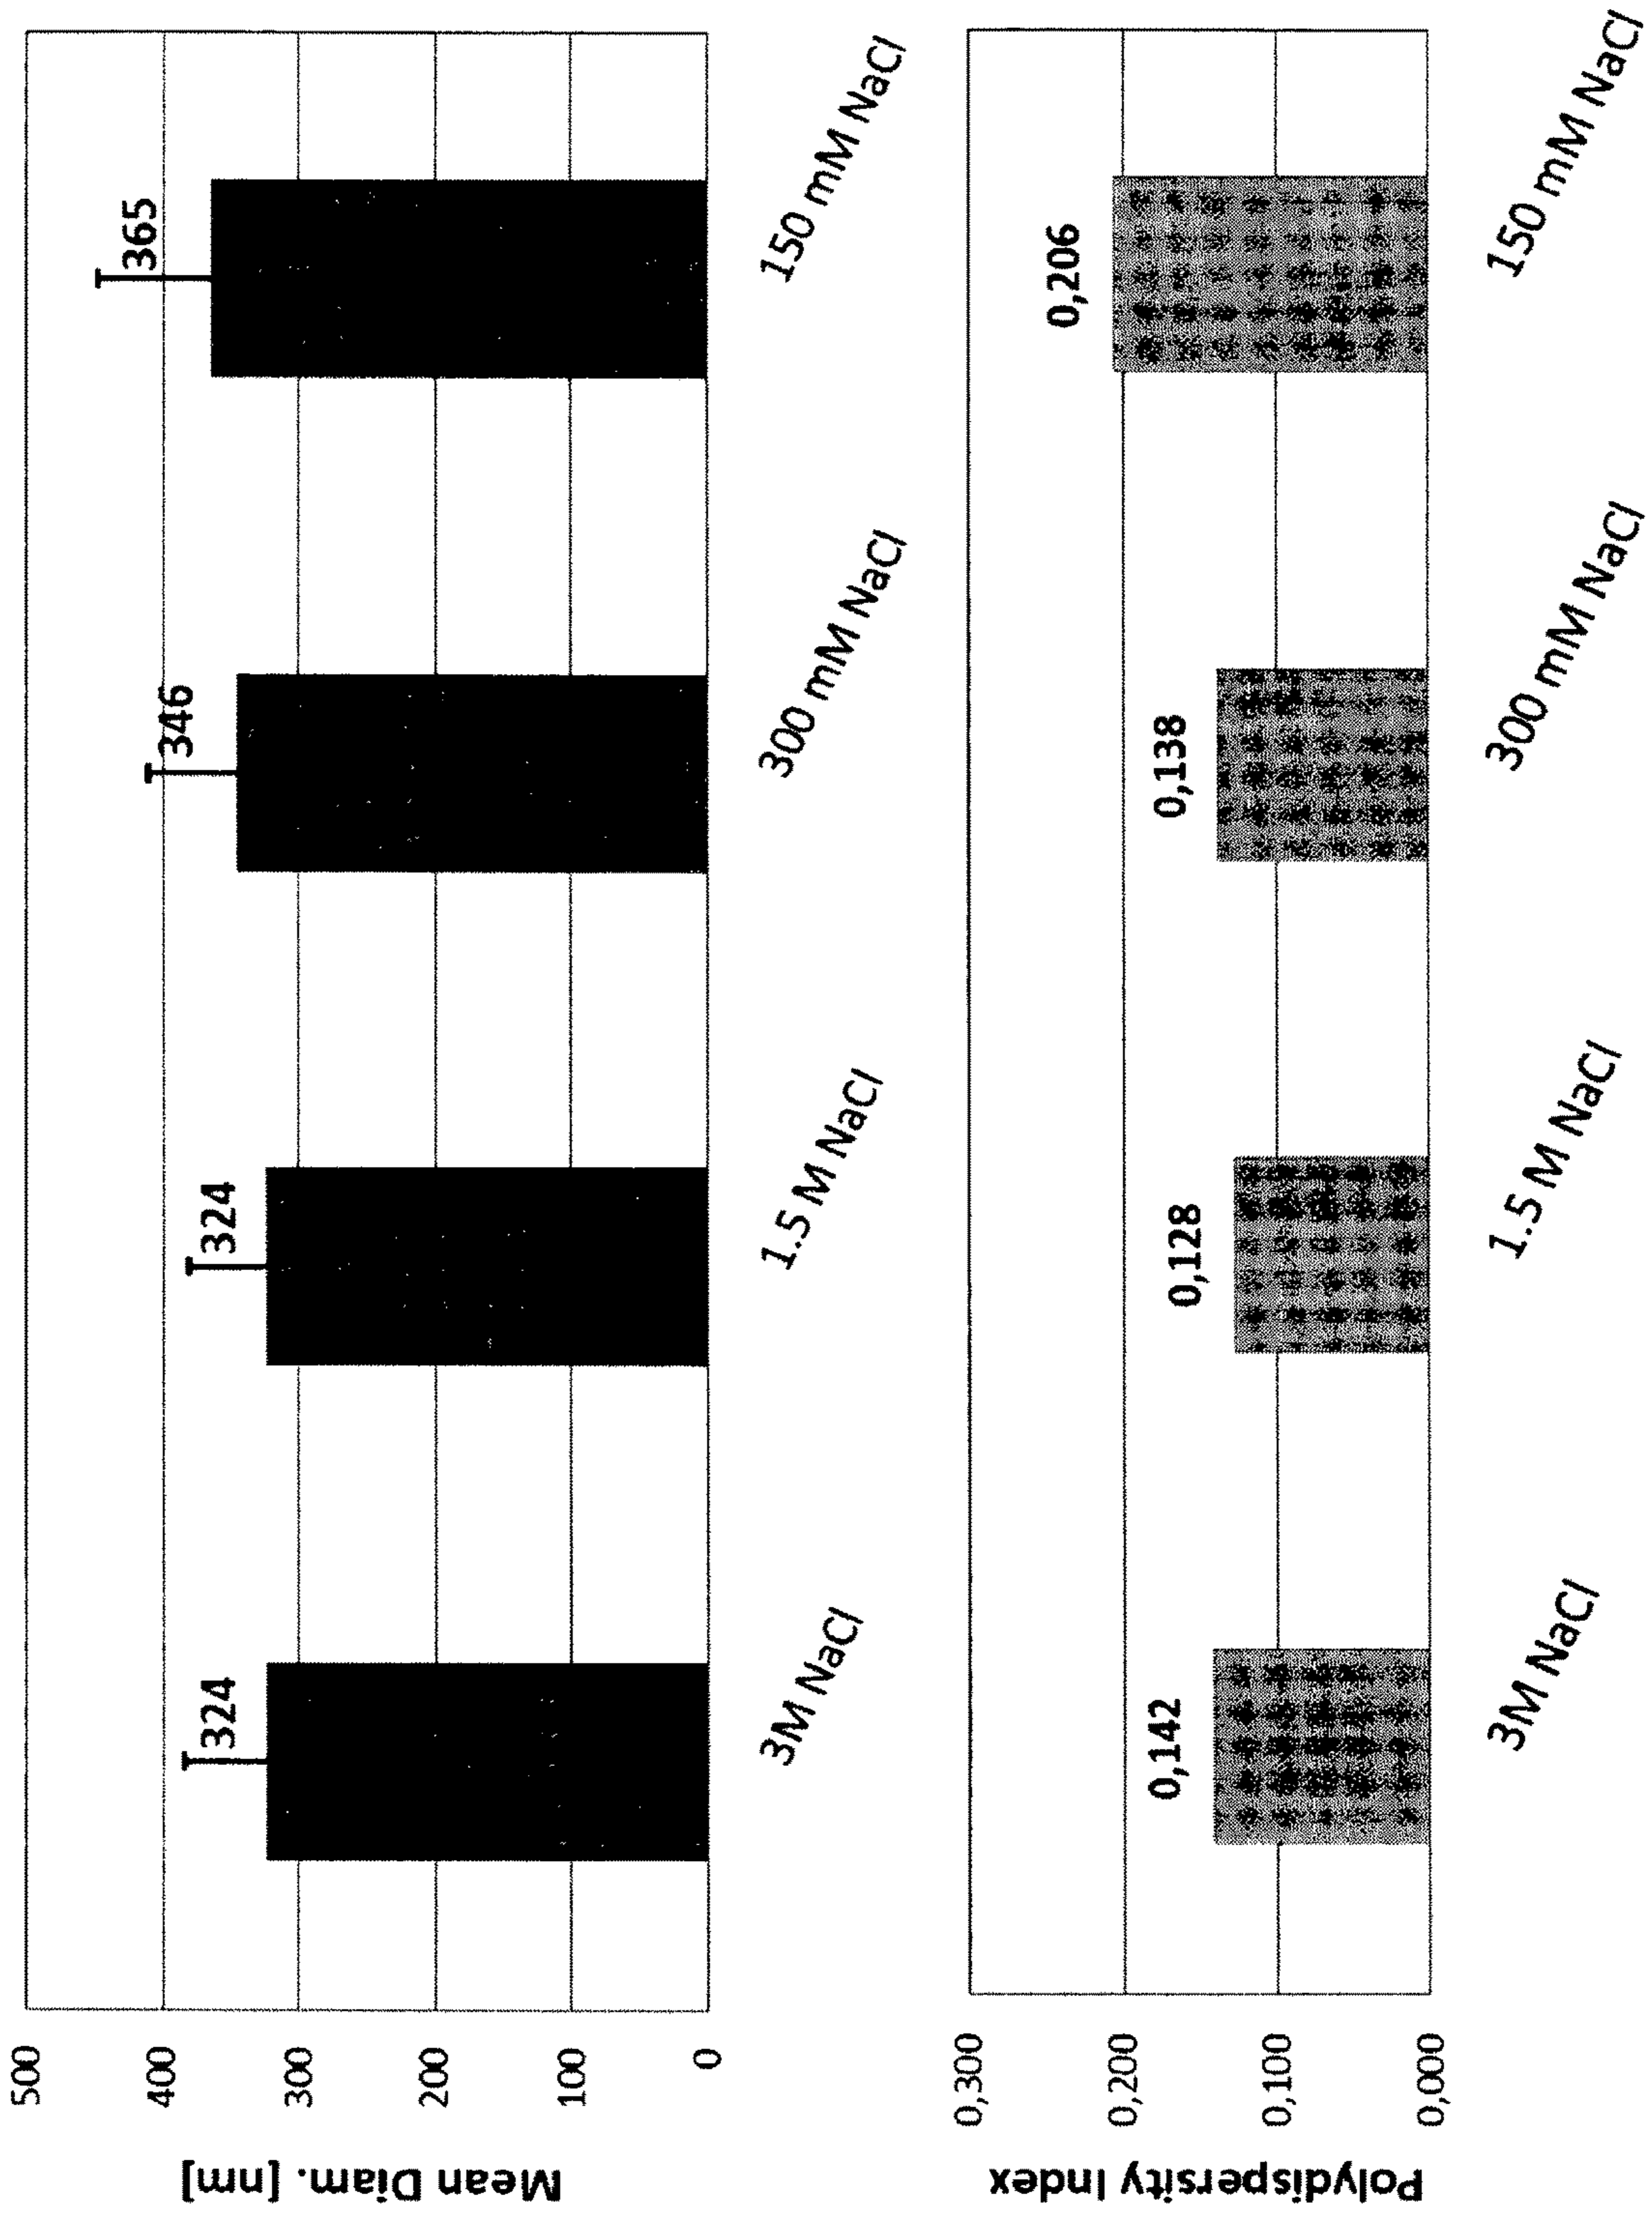 Mean Diam. [nm]
500
400
300
200
100
0
324
324
346
365
3M NaCl
1.5 M NaCl
300 mM NaCl
150 mM NaCl
Polydispersity Index
0,300
0,200
0,100
0,000
0,142
0,128
0,138
0,206
3M NaCl
1.5 M NaCl
300 mM NaCl
150 mM NaCl